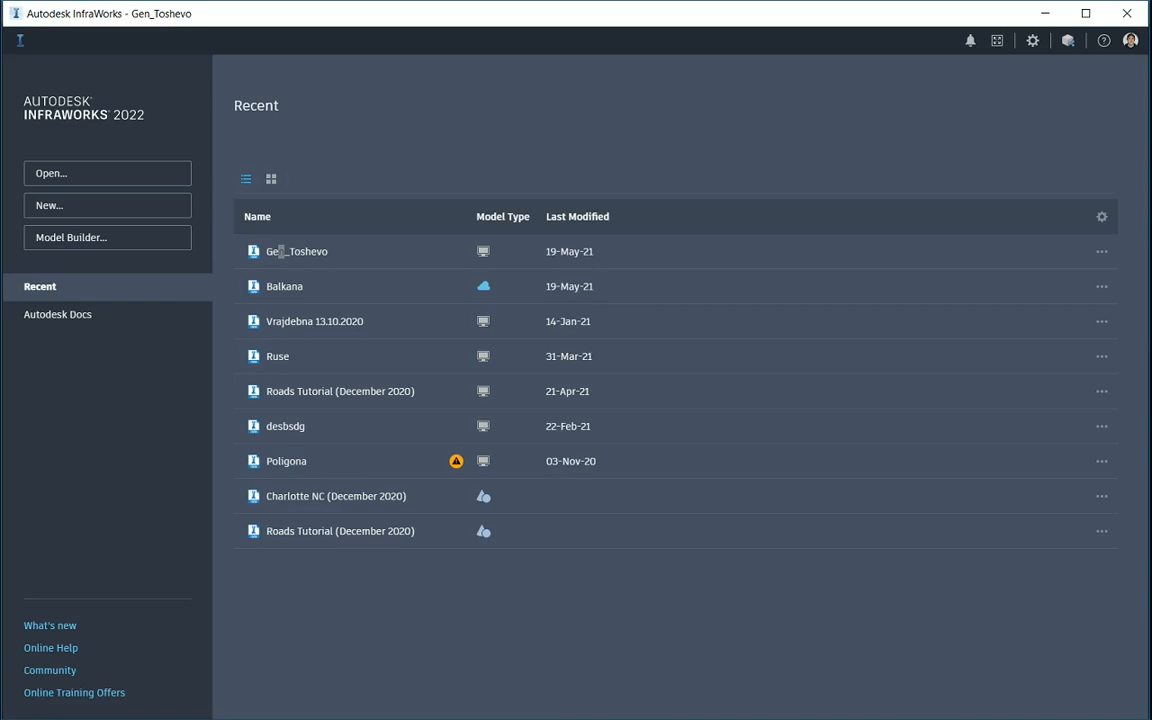 Autodesk InfraWorks - Gen_Toshevo
AUTODESK®
INFRAWORKS® 2022
Open...
New...
Model Builder...
Recent
Autodesk Docs
What's new
Online Help
Community
Online Training Offers
Recent
Name Model Type Last Modified
Gen_Toshevo 19-May-21
Balkana 19-May-21
Vrajdebna 13.10.2020 14-Jan-21
Ruse 31-Mar-21
Roads Tutorial (December 2020) 21-Apr-21
desbsdg 22-Feb-21
Poligona 03-Nov-20
Charlotte NC (December 2020)
Roads Tutorial (December 2020)